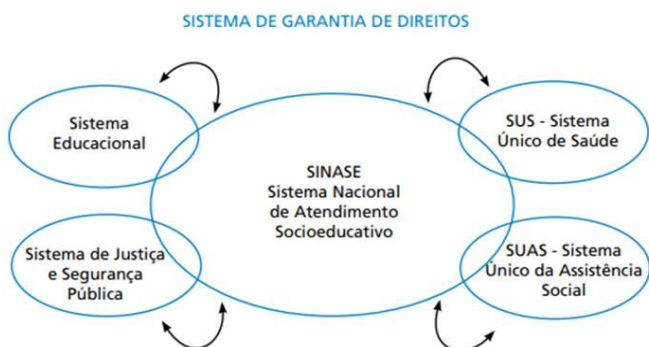 SISTEMA DE GARANTIA DE DIREITOS
Sistema
Educacional
SUS - Sistema
Único de Saúde
SINASE
Sistema Nacional
de Atendimento
Socioeducativo
Sistema de Justiça
e Segurança
Pública
SUAS - Sistema
Único da Assistência
Social